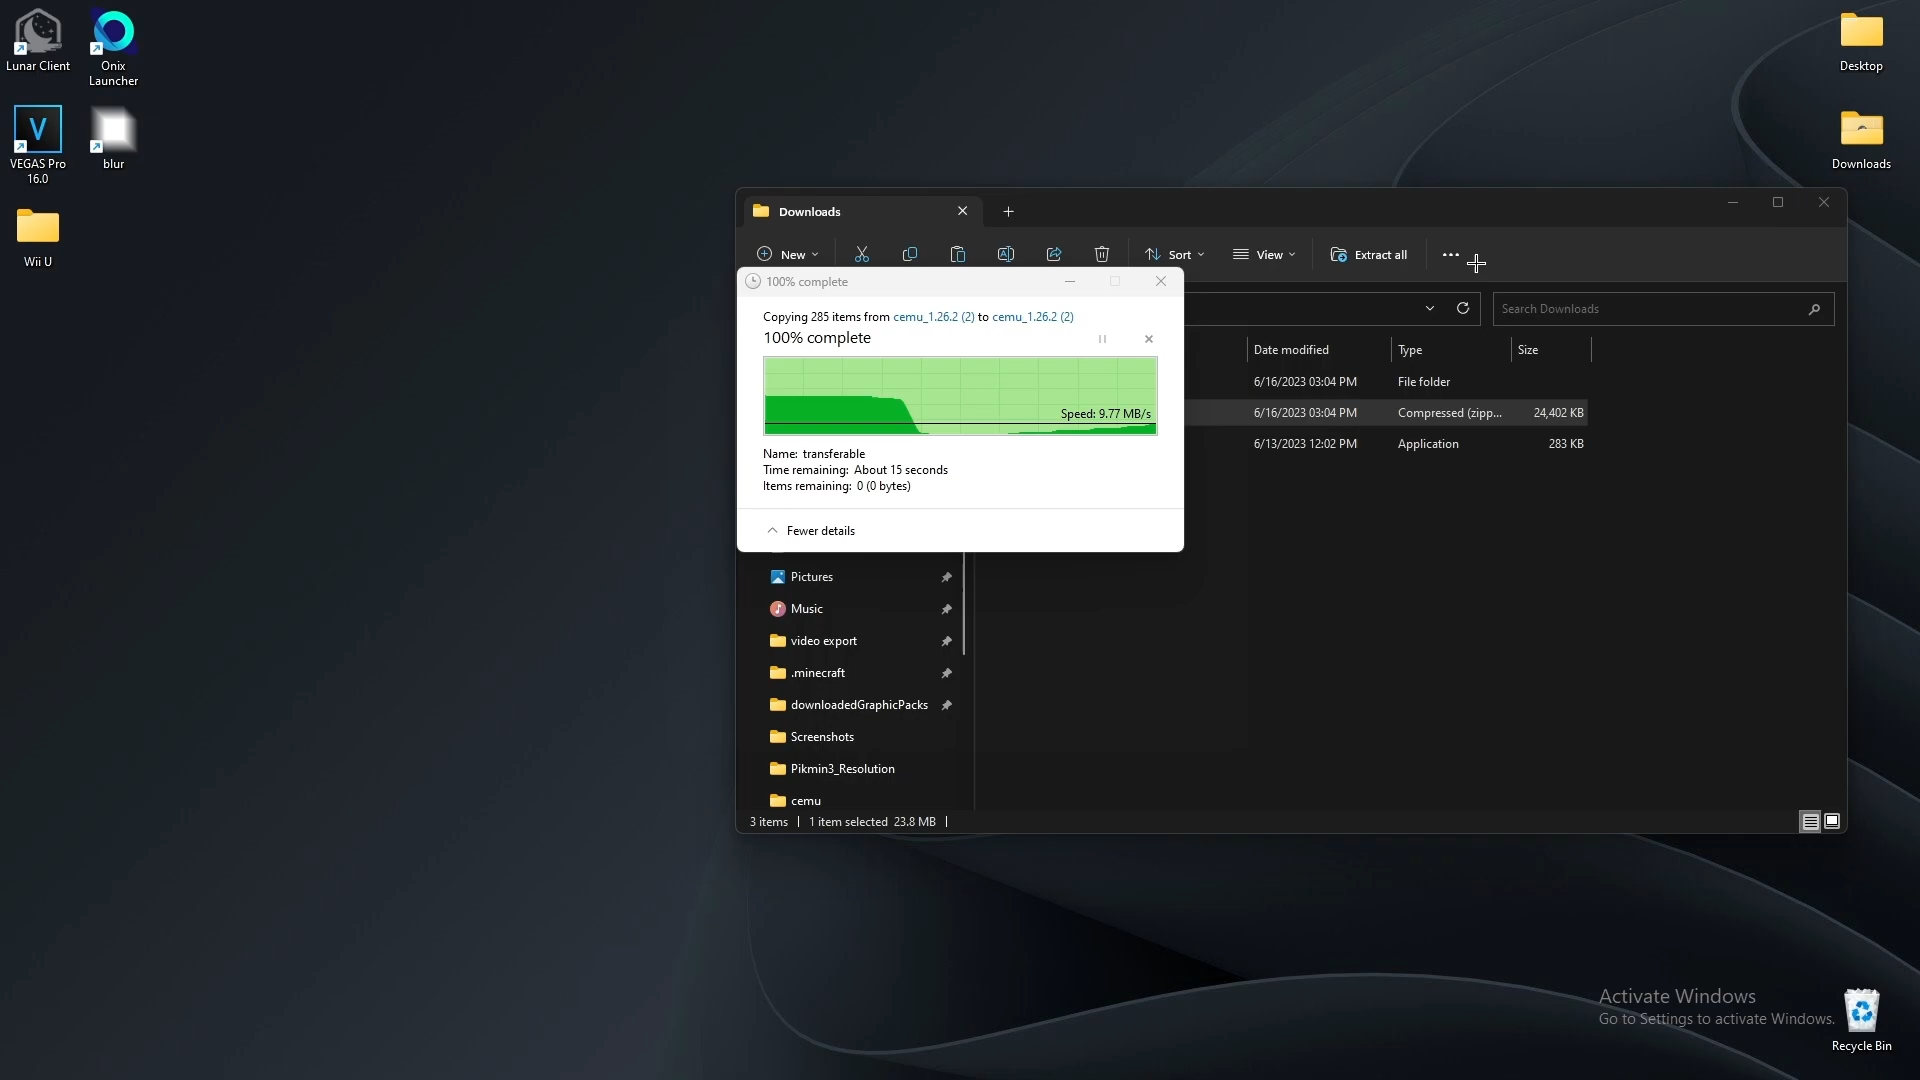 Lunar Client
Onix
Launcher
VEGAS Pro
16.0
blur
Wii U
Desktop
Downloads
Downloads
New
Sort
View
Extract all
100% complete
Copying 285 items from cemu_1.26.2 (2) to cemu_1.26.2 (2)
100% complete
Speed: 9.77 MB/s
Name: transferable
Time remaining: About 15 seconds
Items remaining: 0 (0 bytes)
Fewer details
Search Downloads
Date modified
Type
Size
6/16/2023 03:04 PM
File folder
6/16/2023 03:04 PM
Compressed (zipp...
24,402 KB
6/13/2023 12:02 PM
Application
283 KB
Pictures
Music
video export
.minecraft
downloadedGraphicPacks
Screenshots
Pikmin3_Resolution
cemu
3 items
1 item selected 23.8 MB
Activate Windows
Go to Settings to activate Windows.
Recycle Bin